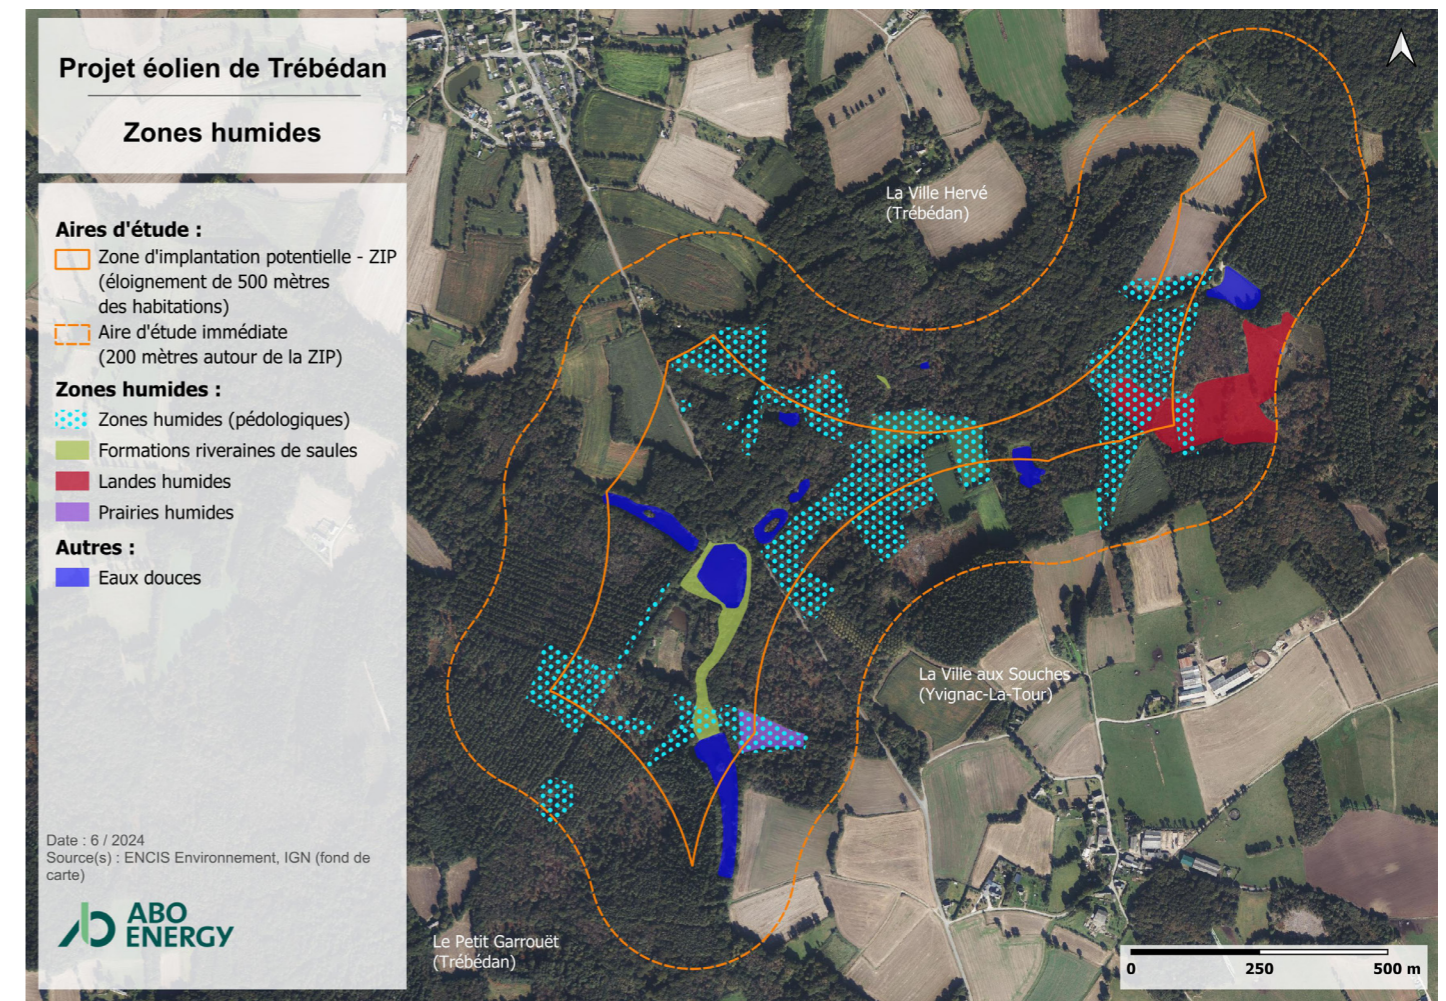 Projet éolien de Trébédan
Zones humides
Aires d'étude :
Zone d'implantation potentielle - ZIP
(éloignement de 500 mètres
des habitations)
Aire d'étude immédiate
(200 mètres autour de la ZIP)
Zones humides :
Zones humides (pédologiques)
Formations riveraines de saules
Landes humides
Prairies humides
Autres :
Eaux douces
Date : 6 / 2024
Source(s) : ENCIS Environnement, IGN (fond de
carte)
ABO
ENERGY
La Ville Hervé
(Trébédan)
La Ville aux Souches
(Yvignac-La-Tour)
Le Petit Garrouët
(Trébédan)
0 250 500 m